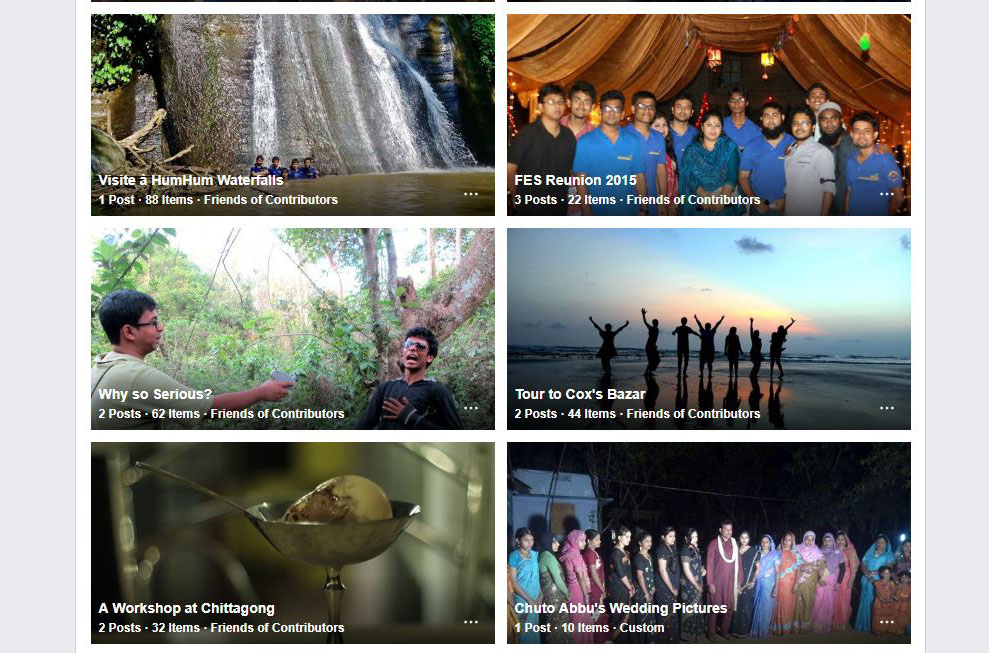 Visite à HumHum Waterfalls
1 Post · 88 Items · Friends of Contributors
FES Reunion 2015
3 Posts · 22 Items · Friends of Contributors
Why so Serious?
2 Posts · 62 Items · Friends of Contributors
Tour to Cox's Bazar
2 Posts · 44 Items · Friends of Contributors
A Workshop at Chittagong
2 Posts · 32 Items · Friends of Contributors
Chuto Abbu's Wedding Pictures
1 Post · 10 Items · Custom